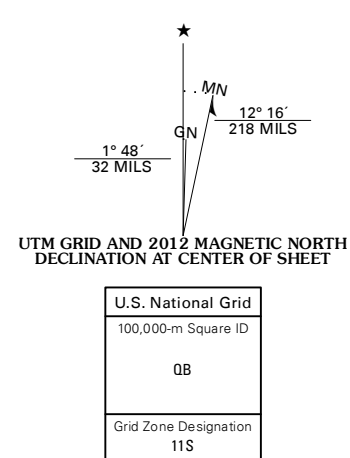 ★
MN
GN
12° 16´
218 MILS
1° 48´
32 MILS
UTM GRID AND 2012 MAGNETIC NORTH
DECLINATION AT CENTER OF SHEET
U.S. National Grid
100,000-m Square ID
QB
Grid Zone Designation
11S